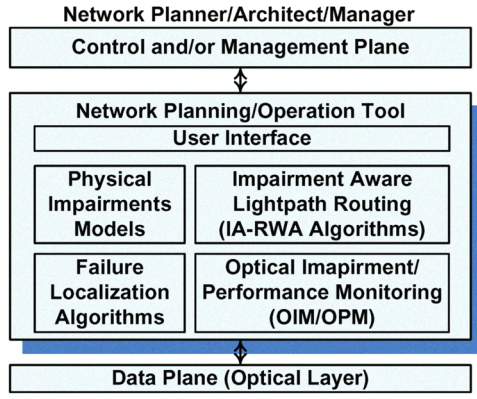 Network Planner/Architect/Manager
Control and/or Management Plane
Network Planning/Operation Tool
User Interface
Physical
Impairments
Models
Impairment Aware
Lightpath Routing
(IA-RWA Algorithms)
Failure
Localization
Algorithms
Optical Imapirment/
Performance Monitoring
(OIM/OPM)
Data Plane (Optical Layer)